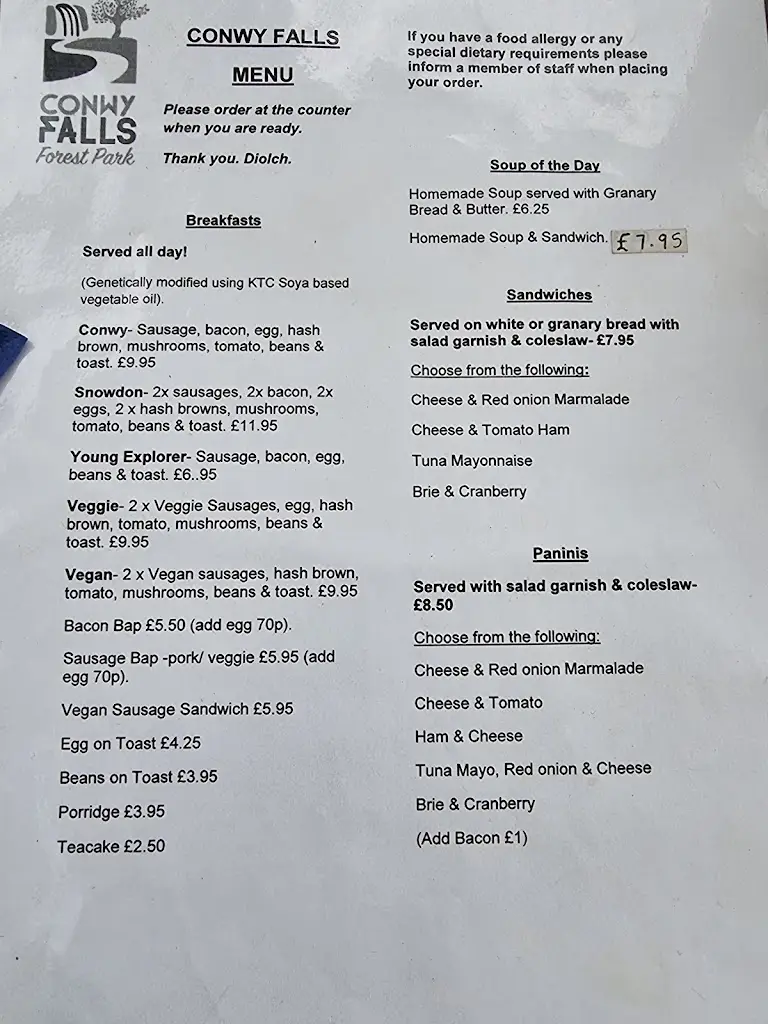 CONWY
FALLS
Forest Park
CONWY FALLS
MENU
Please order at the counter
when you are ready.
Thank you. Diolch.
Breakfasts
Served all day!
(Genetically modified using KTC Soya based
vegetable oil).
Conwy- Sausage, bacon, egg, hash
brown, mushrooms, tomato, beans &
toast. £9.95
Snowdon- 2x sausages, 2x bacon, 2x
eggs, 2 x hash browns, mushrooms,
tomato, beans & toast. £11.95
Young Explorer- Sausage, bacon, egg,
beans & toast. £6..95
Veggie- 2 x Veggie Sausages, egg, hash
brown, tomato, mushrooms, beans &
toast. £9.95
Vegan- 2 x Vegan sausages, hash brown,
tomato, mushrooms, beans & toast. £9.95
Bacon Bap £5.50 (add egg 70p).
Sausage Bap -pork/ veggie £5.95 (add
egg 70p).
Vegan Sausage Sandwich £5.95
Egg on Toast £4.25
Beans on Toast £3.95
Porridge £3.95
Teacake £2.50
If you have a food allergy or any
special dietary requirements please
inform a member of staff when placing
your order.
Soup of the Day
Homemade Soup served with Granary
Bread & Butter. £6.25
Homemade Soup & Sandwich. £7.95
Sandwiches
Served on white or granary bread with
salad garnish & coleslaw- £7.95
Choose from the following:
Cheese & Red onion Marmalade
Cheese & Tomato Ham
Tuna Mayonnaise
Brie & Cranberry
Paninis
Served with salad garnish & coleslaw-
£8.50
Choose from the following:
Cheese & Red onion Marmalade
Cheese & Tomato
Ham & Cheese
Tuna Mayo, Red onion & Cheese
Brie & Cranberry
(Add Bacon £1)